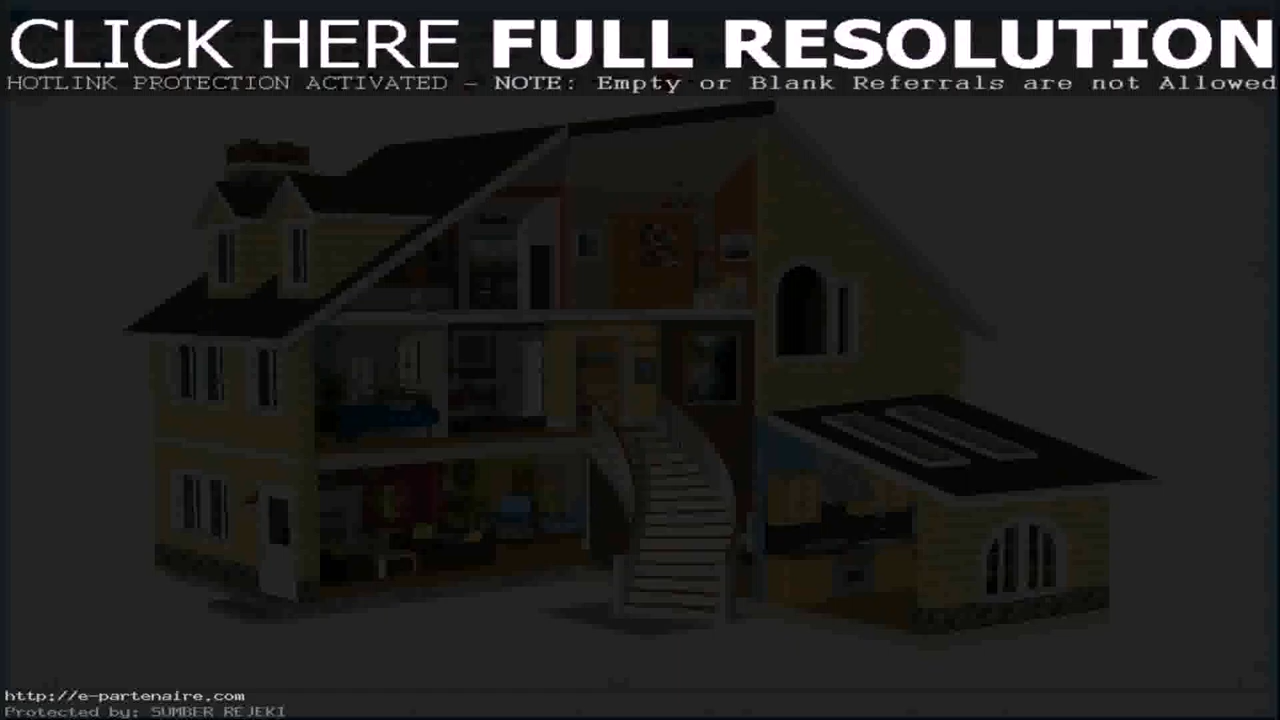 CLICK HERE FULL RESOLUTION
HOTLINK PROTECTION ACTIVATED – NOTE: Empty or Blank Referrals are not Allowed
http://e-partenaire.com
Protected by: SUMBER REJEKI